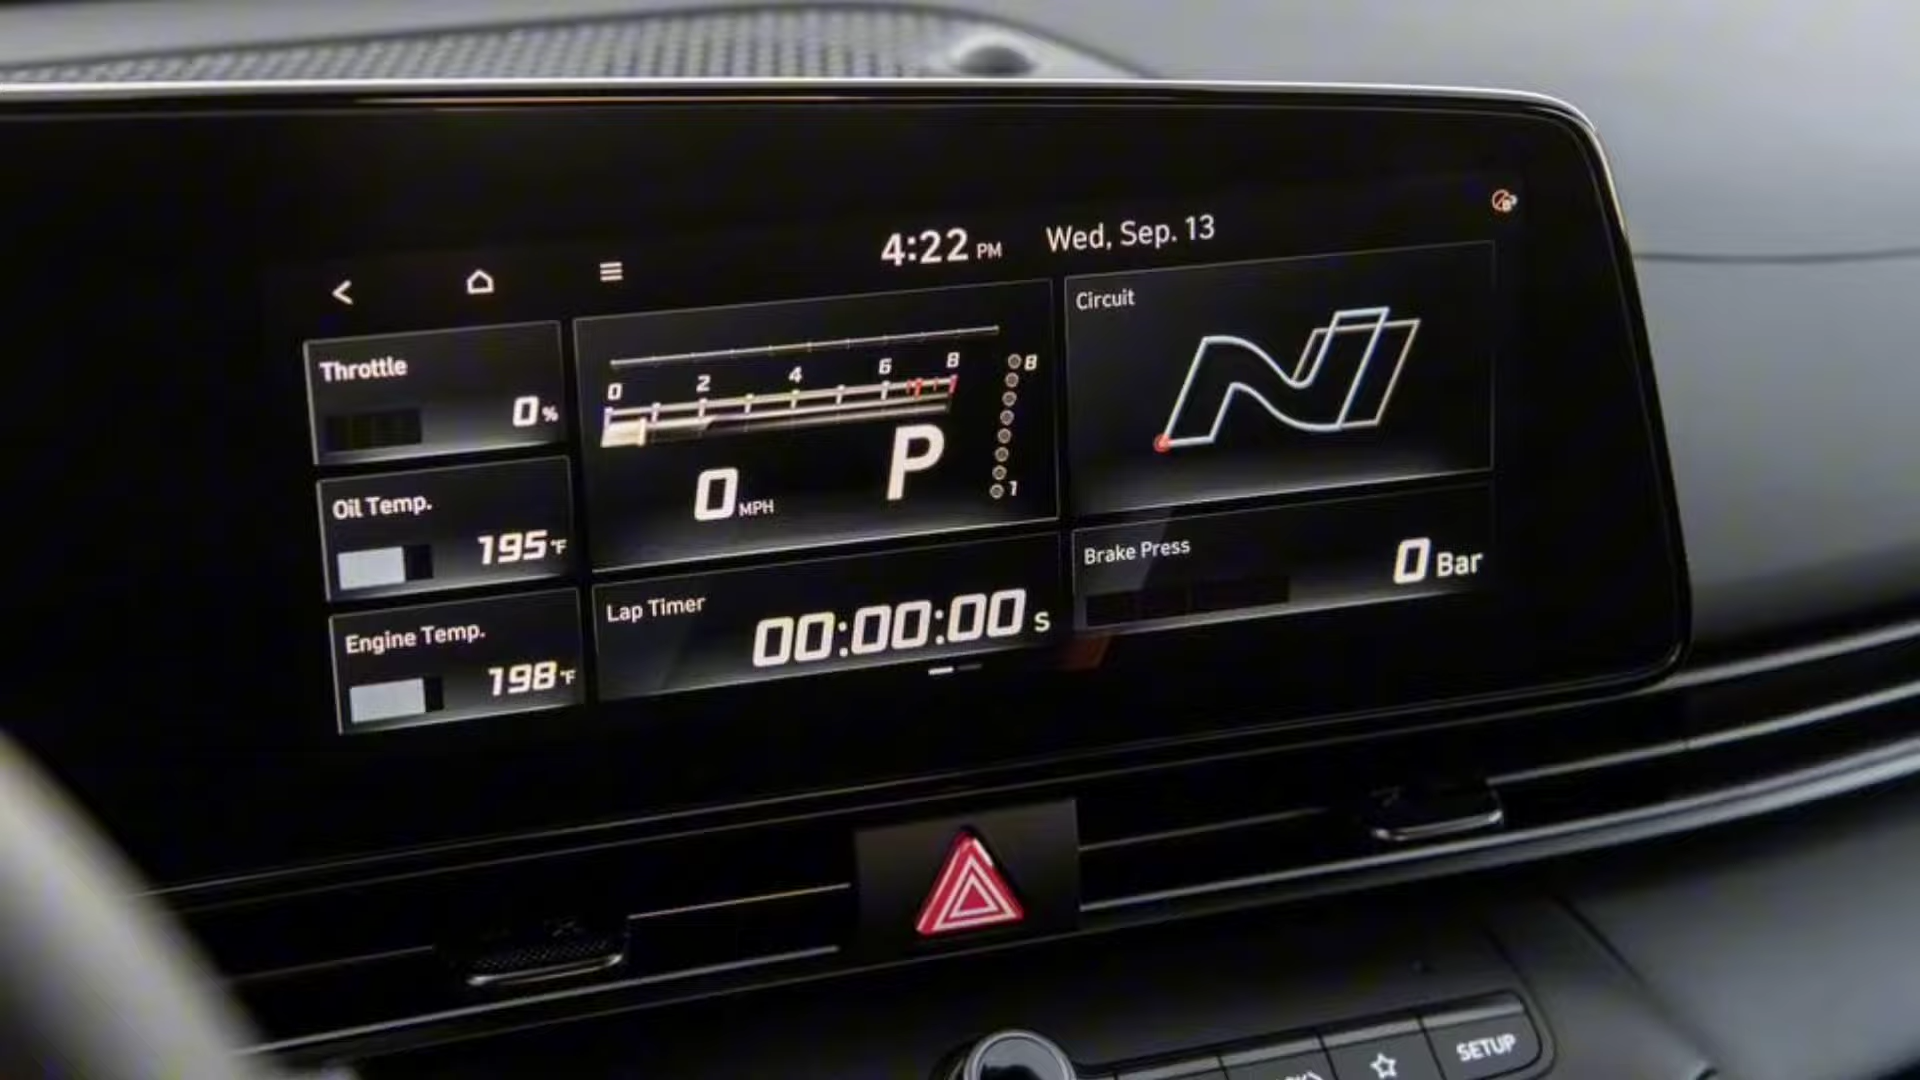 4:22 PM Wed, Sep. 13
Throttle
0%
Oil Temp.
195°F
Engine Temp.
198°F
0 2 4 6 8
8
P
0 MPH
1
Lap Timer
00:00:00 s
Circuit
N
Brake Press
0 Bar
SETUP